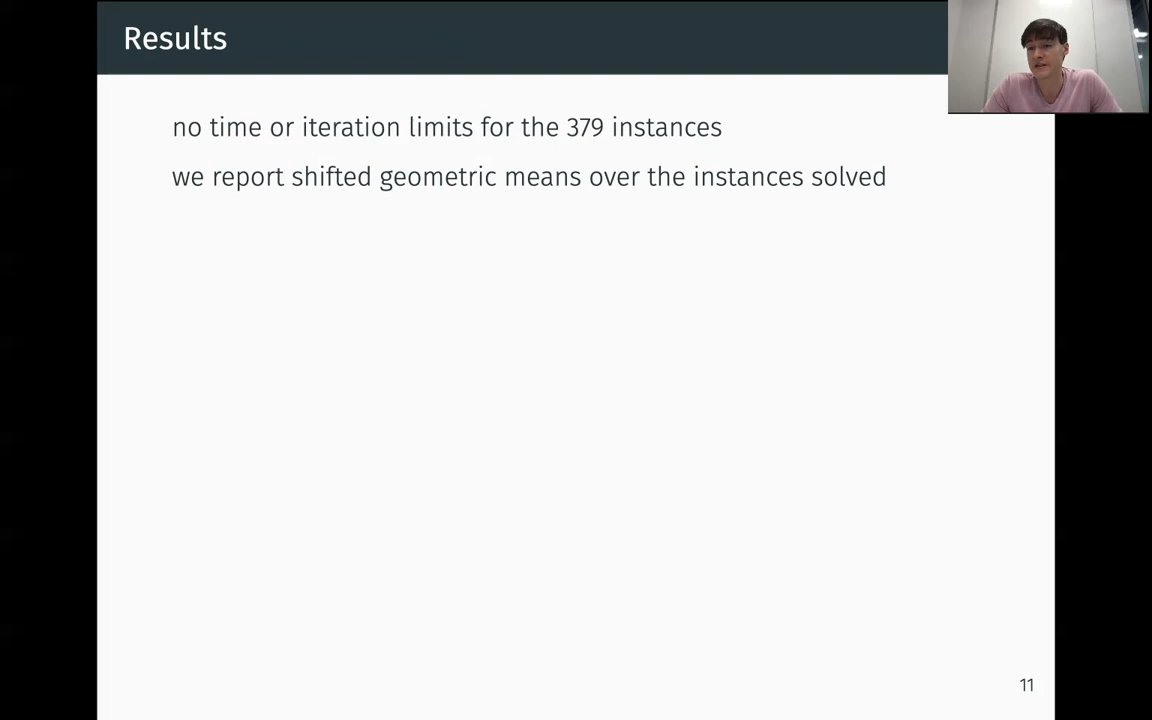 Results
no time or iteration limits for the 379 instances
we report shifted geometric means over the instances solved
11